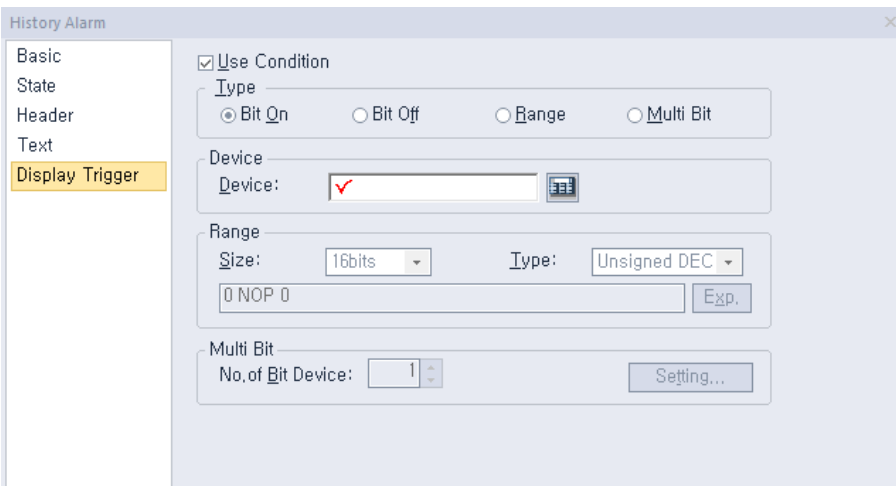 History Alarm
Basic
State
Header
Text
Display Trigger
Use Condition
Type
Bit On
Bit Off
Range
Multi Bit
Device
Device:
Range
Size:
16bits
Type:
Unsigned DEC
0 NOP 0
Exp.
Multi Bit
No.of Bit Device:
1
Setting...